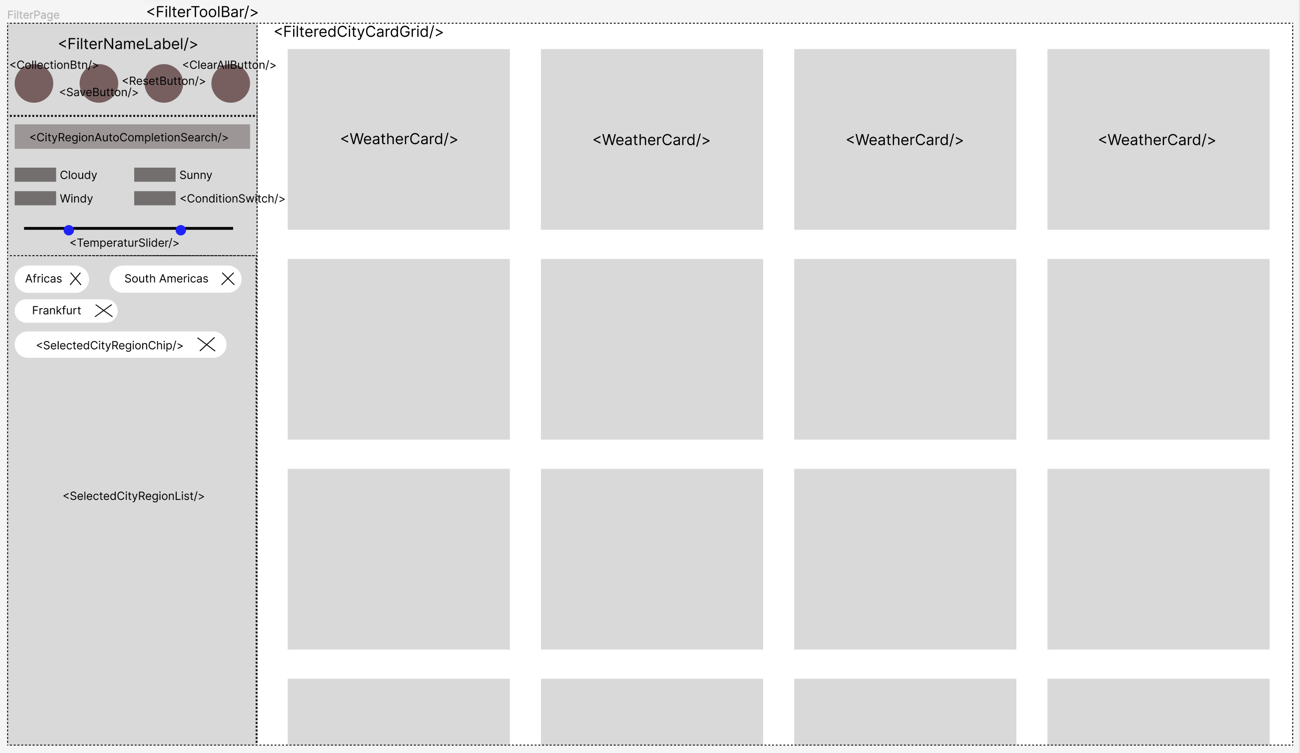 FilterPage
<FilterToolBar/>
<FilterNameLabel/>
<CollectionBtn/>
<ClearAllButton/>
<ResetButton/>
<SaveButton/>
<CityRegionAutoCompletionSearch/>
Cloudy
Sunny
Windy
<ConditionSwitch/>
<TemperaturSlider/>
Africas X
South Americas X
Frankfurt X
<SelectedCityRegionChip/> X
<SelectedCityRegionList/>
<FilteredCityCardGrid/>
<WeatherCard/>
<WeatherCard/>
<WeatherCard/>
<WeatherCard/>